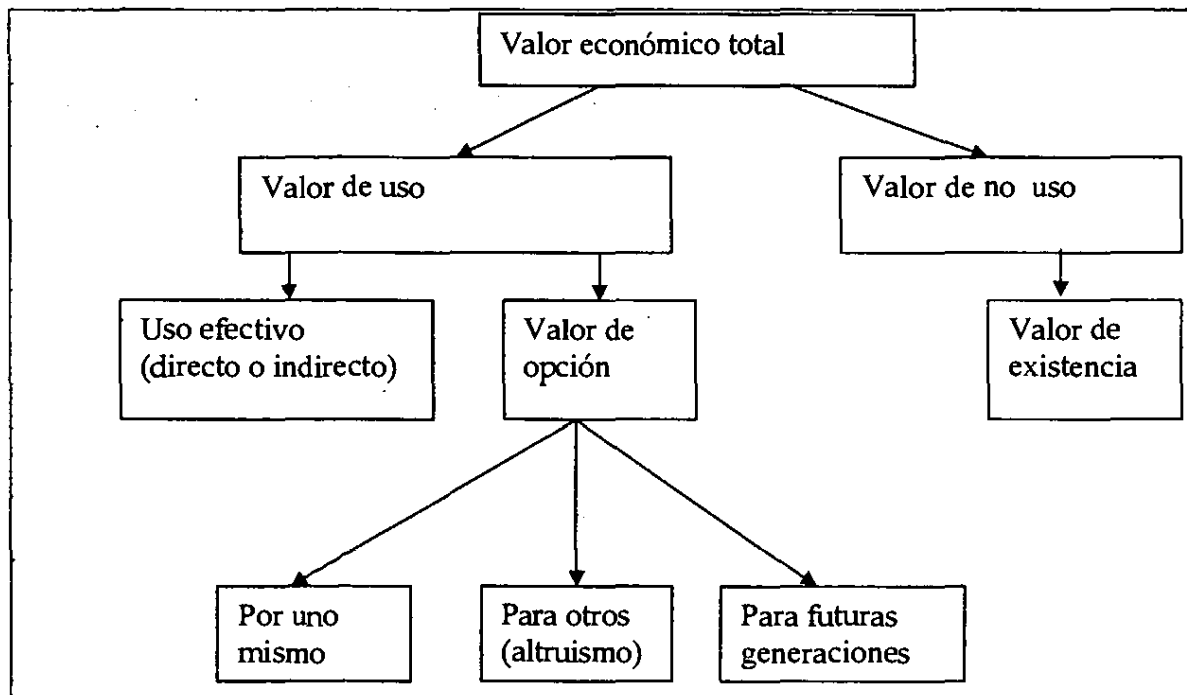 Valor económico total
Valor de uso
Valor de no uso
Uso efectivo
(directo o indirecto)
Valor de
opción
Valor de
existencia
Por uno
mismo
Para otros
(altruismo)
Para futuras
generaciones